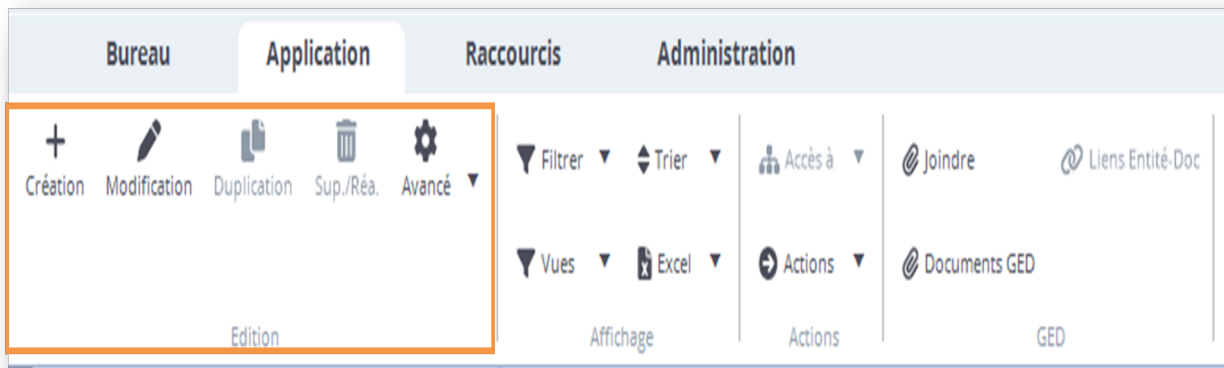 Bureau Application Raccourcis Administration
Création Modification Duplication Sup./Réa. Avancé
Filtrer Trier Accès à Joindre Liens Entité-Doc
Vues Excel Actions Documents GED
Edition Affichage Actions GED